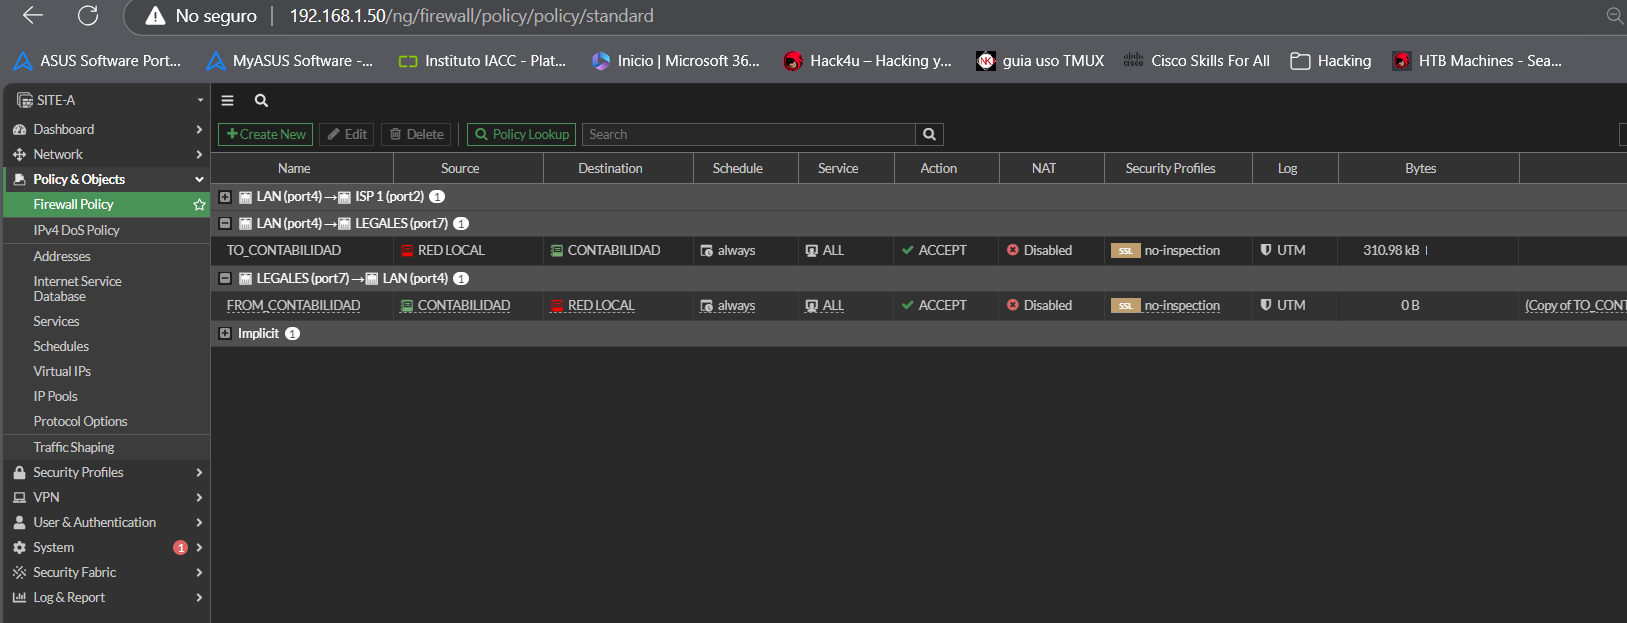 No seguro | 192.168.1.50/ng/firewall/policy/policy/standard
ASUS Software Port... MyASUS Software -... Instituto IACC - Plat... Inicio | Microsoft 36... Hack4u – Hacking y... guia uso TMUX Cisco Skills For All Hacking HTB Machines - Sea...
SITE-A
Dashboard
Network
Policy & Objects
Firewall Policy
IPv4 DoS Policy
Addresses
Internet Service
Database
Services
Schedules
Virtual IPs
IP Pools
Protocol Options
Traffic Shaping
Security Profiles
VPN
User & Authentication
System 1
Security Fabric
Log & Report
+ Create New Edit Delete Policy Lookup Search
Name Source Destination Schedule Service Action NAT Security Profiles Log Bytes
LAN (port4) → ISP 1 (port2) 1
LAN (port4) → LEGALES (port7) 1
TO_CONTABILIDAD RED LOCAL CONTABILIDAD always ALL ACCEPT Disabled SSL no-inspection UTM 310.98 kB
LEGALES (port7) → LAN (port4) 1
FROM_CONTABILIDAD CONTABILIDAD RED LOCAL always ALL ACCEPT Disabled SSL no-inspection UTM 0 B (Copy of TO_CONT
Implicit 1